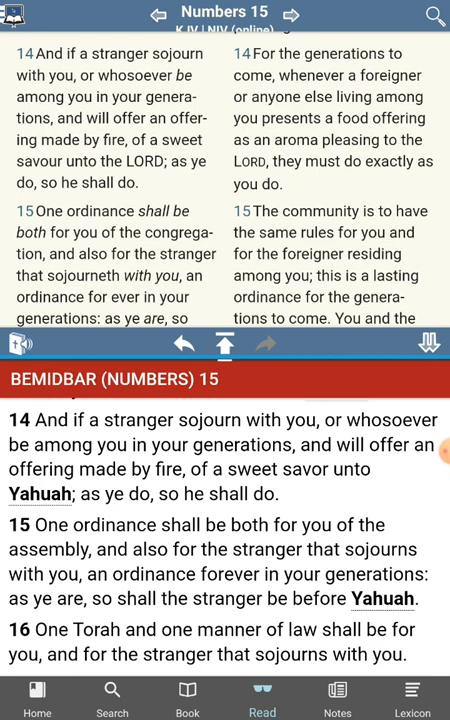 Numbers 15
KJV | NIV (online)
14 And if a stranger sojourn
with you, or whosoever be
among you in your genera-
tions, and will offer an offer-
ing made by fire, of a sweet
savour unto the LORD; as ye
do, so he shall do.
15 One ordinance shall be
both for you of the congrega-
tion, and also for the stranger
that sojourneth with you, an
ordinance for ever in your
generations: as ye are, so
14 For the generations to
come, whenever a foreigner
or anyone else living among
you presents a food offering
as an aroma pleasing to the
LORD, they must do exactly as
you do.
15 The community is to have
the same rules for you and
for the foreigner residing
among you; this is a lasting
ordinance for the genera-
tions to come. You and the
BEMIDBAR (NUMBERS) 15
14 And if a stranger sojourn with you, or whosoever
be among you in your generations, and will offer an
offering made by fire, of a sweet savor unto
Yahuah; as ye do, so he shall do.
15 One ordinance shall be both for you of the
assembly, and also for the stranger that sojourns
with you, an ordinance forever in your generations:
as ye are, so shall the stranger be before Yahuah.
16 One Torah and one manner of law shall be for
you, and for the stranger that sojourns with you.
Home Search Book Read Notes Lexicon